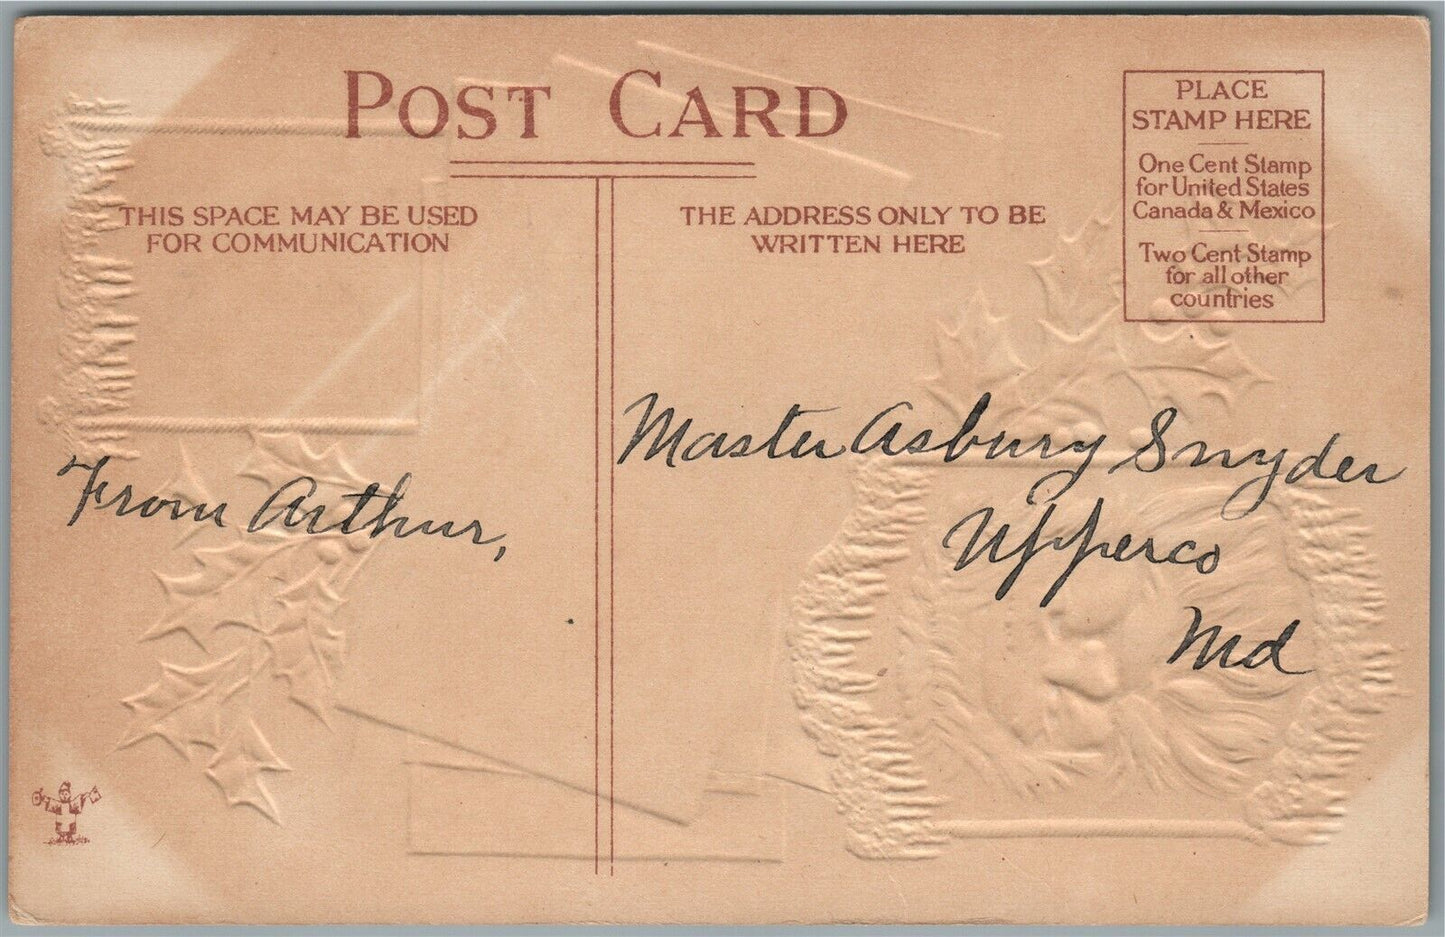 POST CARD
PLACE
STAMP HERE
One Cent Stamp
for United States
Canada & Mexico
Two Cent Stamp
for all other
countries
THIS SPACE MAY BE USED
FOR COMMUNICATION
THE ADDRESS ONLY TO BE
WRITTEN HERE
From Arthur,
Master Asbury Snyder
Upperco
Md